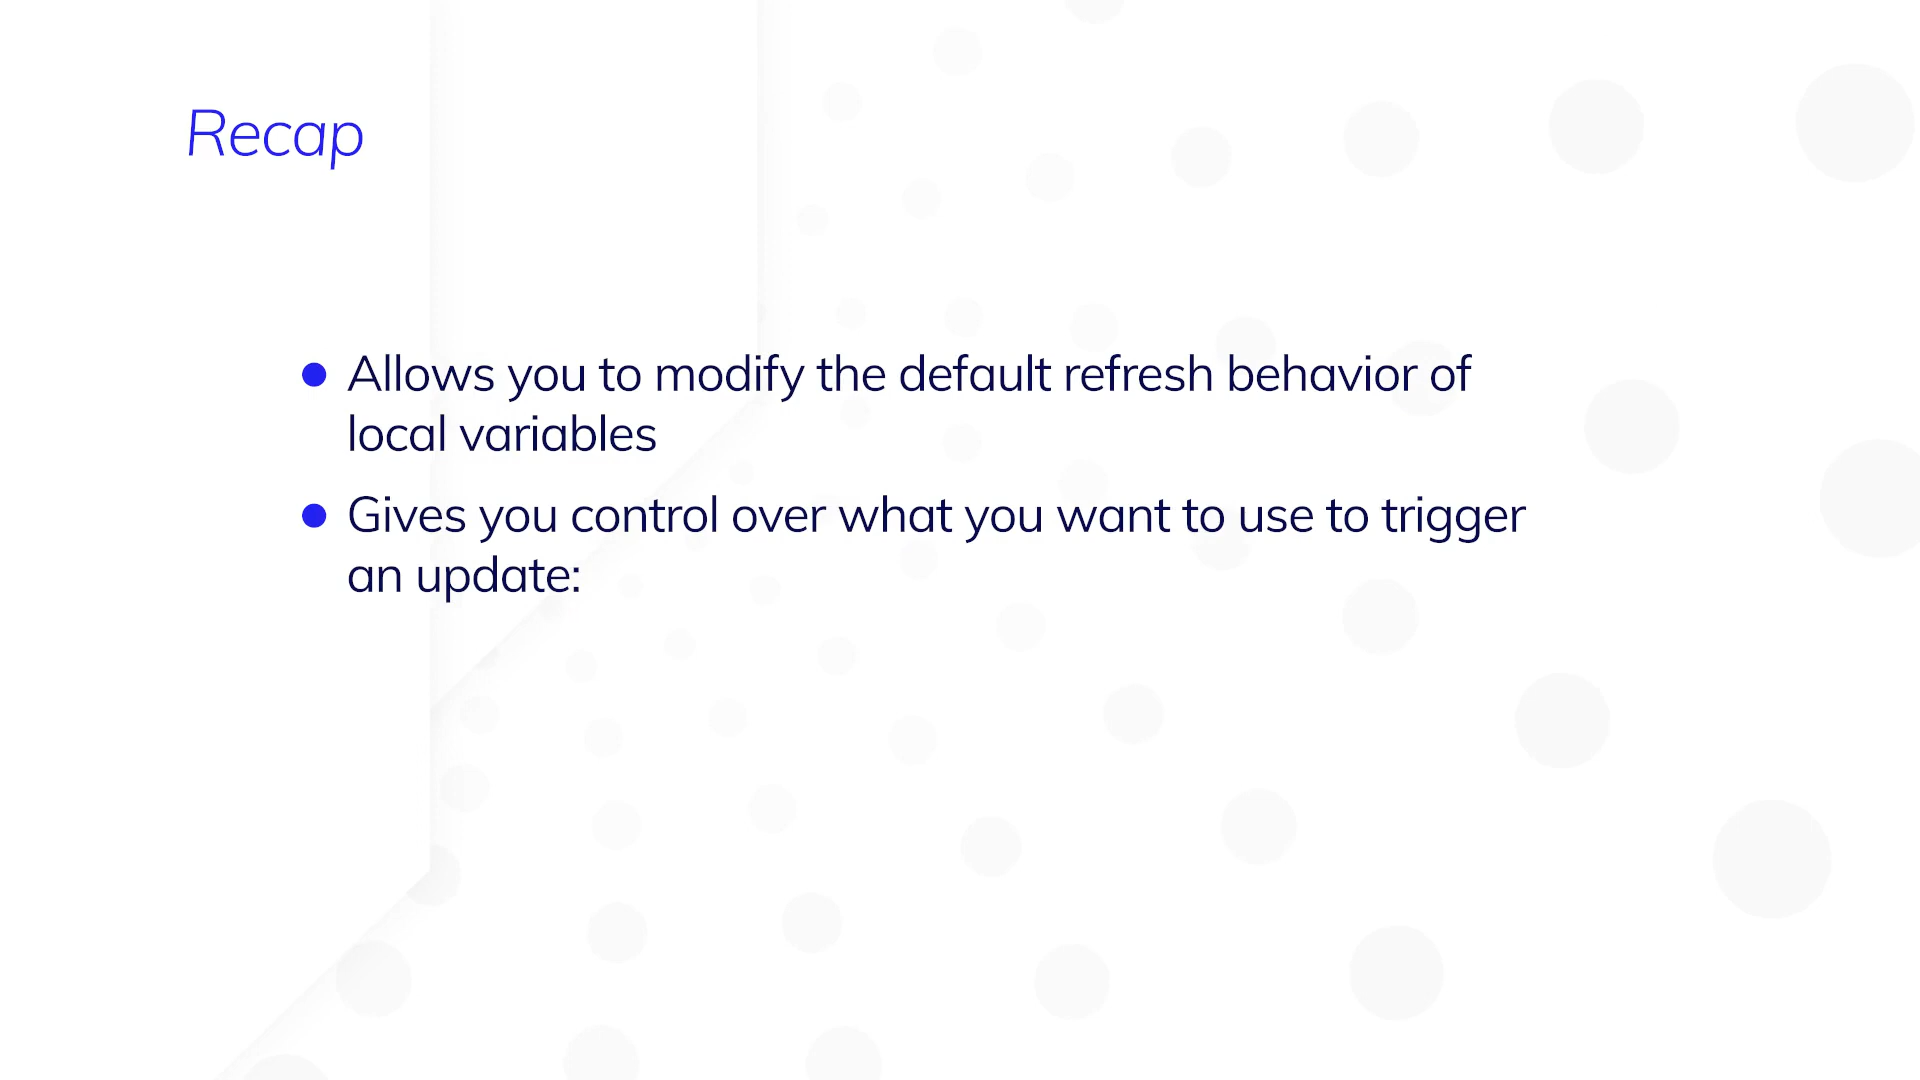 Recap
● Allows you to modify the default refresh behavior of
local variables
● Gives you control over what you want to use to trigger
an update: